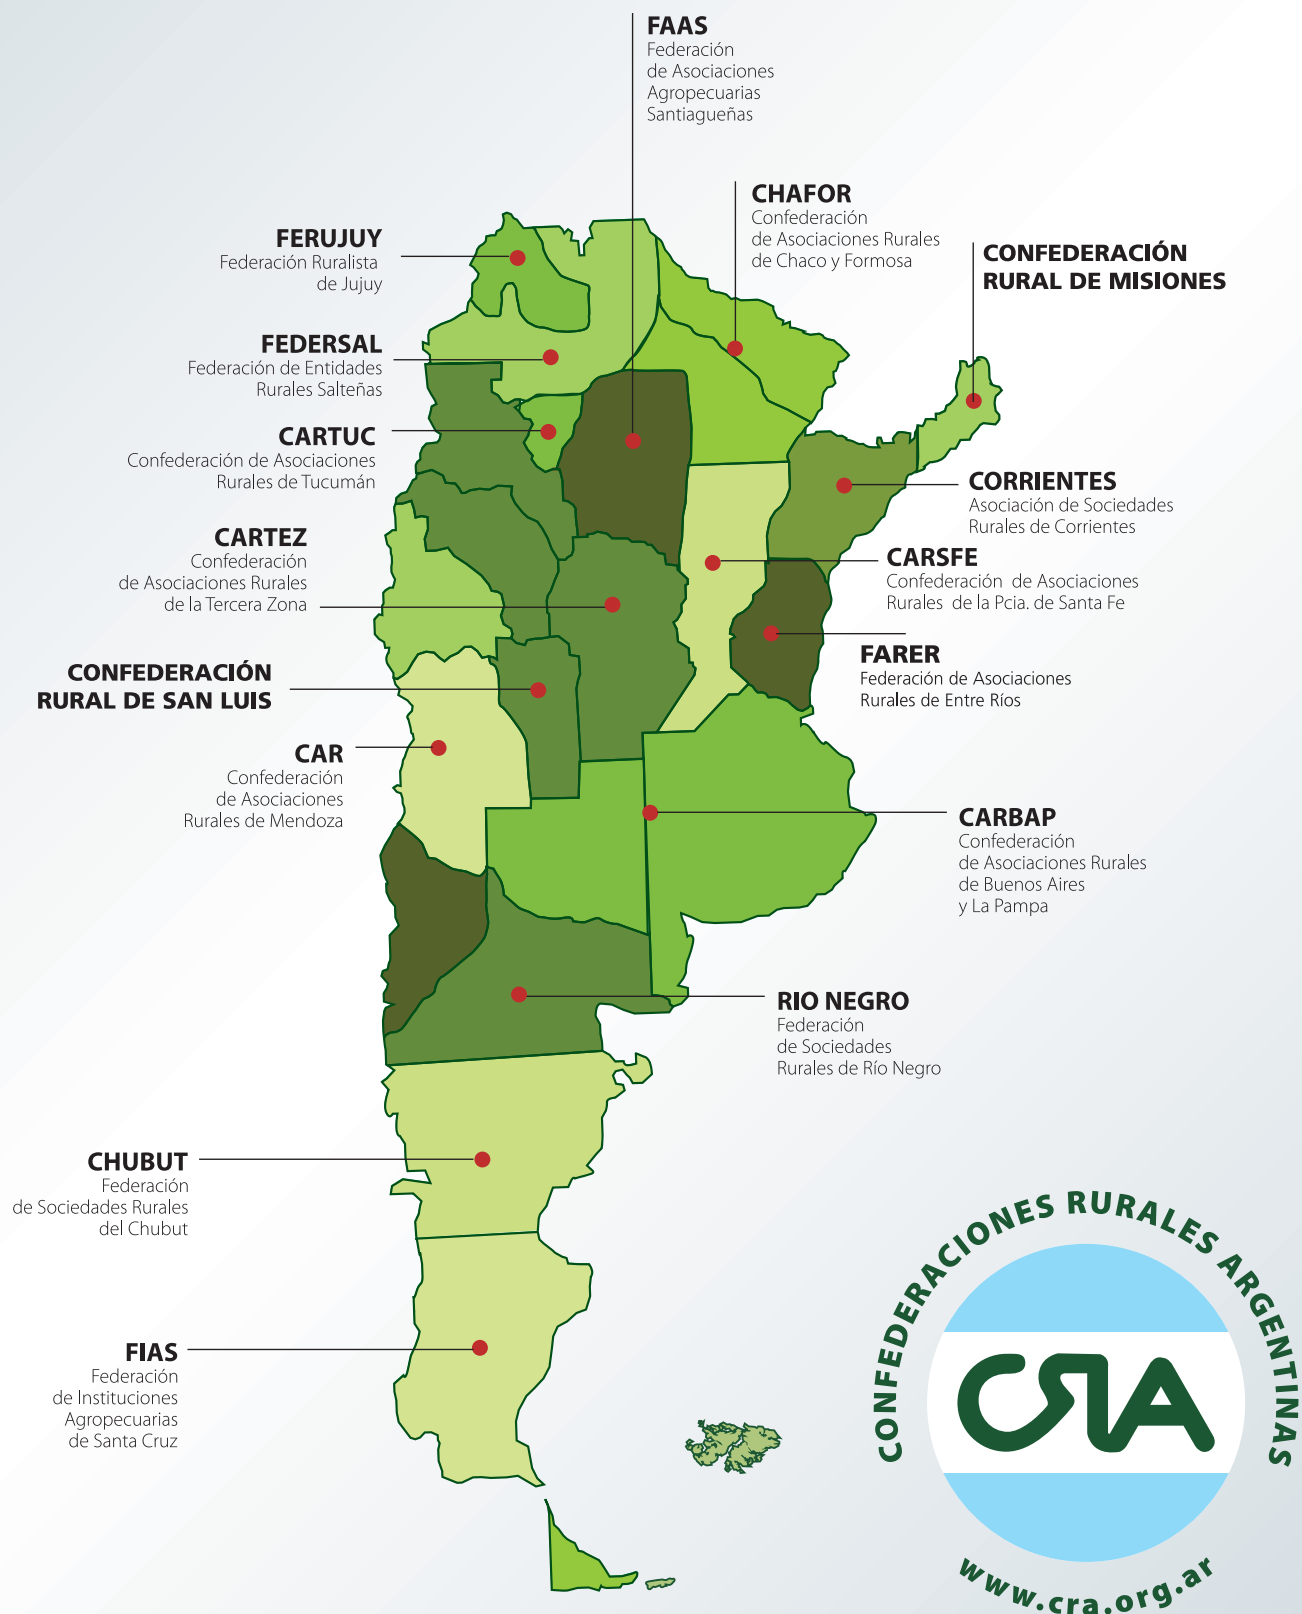 FAAS
Federación
de Asociaciones
Agropecuarias
Santiagueñas
CHAFOR
Confederación
de Asociaciones Rurales
de Chaco y Formosa
CONFEDERACIÓN
RURAL DE MISIONES
FERUJUY
Federación Ruralista
de Jujuy
FEDERSAL
Federación de Entidades
Rurales Salteñas
CARTUC
Confederación de Asociaciones
Rurales de Tucumán
CORRIENTES
Asociación de Sociedades
Rurales de Corrientes
CARTEZ
Confederación
de Asociaciones Rurales
de la Tercera Zona
CARSFE
Confederación de Asociaciones
Rurales de la Pcia. de Santa Fe
FARER
Federación de Asociaciones
Rurales de Entre Ríos
CONFEDERACIÓN
RURAL DE SAN LUIS
CAR
Confederación
de Asociaciones
Rurales de Mendoza
CARBAP
Confederación
de Asociaciones Rurales
de Buenos Aires
y La Pampa
RIO NEGRO
Federación
de Sociedades
Rurales de Río Negro
CHUBUT
Federación
de Sociedades Rurales
del Chubut
FIAS
Federación
de Instituciones
Agropecuarias
de Santa Cruz
CONFEDERACIONES RURALES ARGENTINAS
CRA
www.cra.org.ar